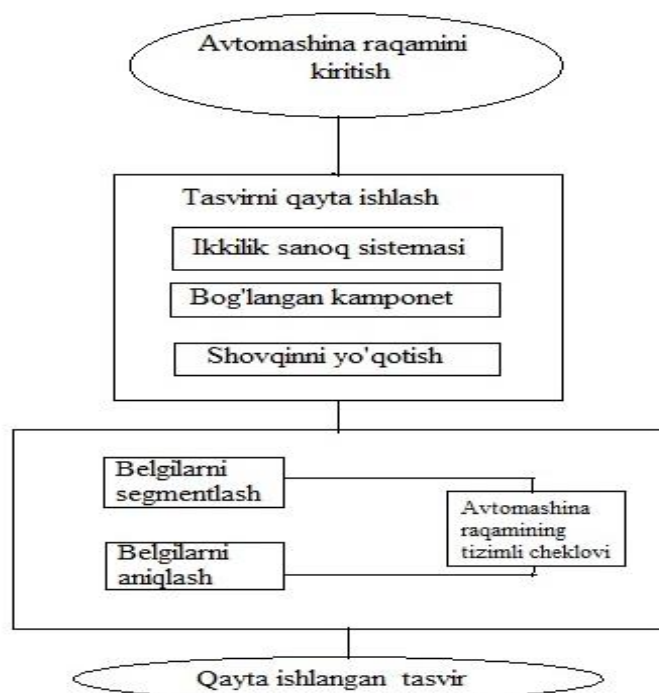 Avtomashina raqamini
kiritish
Tasvirni qayta ishlash
Ikkilik sanoq sistemasi
Bog'langan kamponet
Shovqinni yo'qotish
Belgilarni
segmentlash
Avtomashina
raqamining
tizimli cheklovi
Belgilarni
aniqlash
Qayta ishlangan tasvir